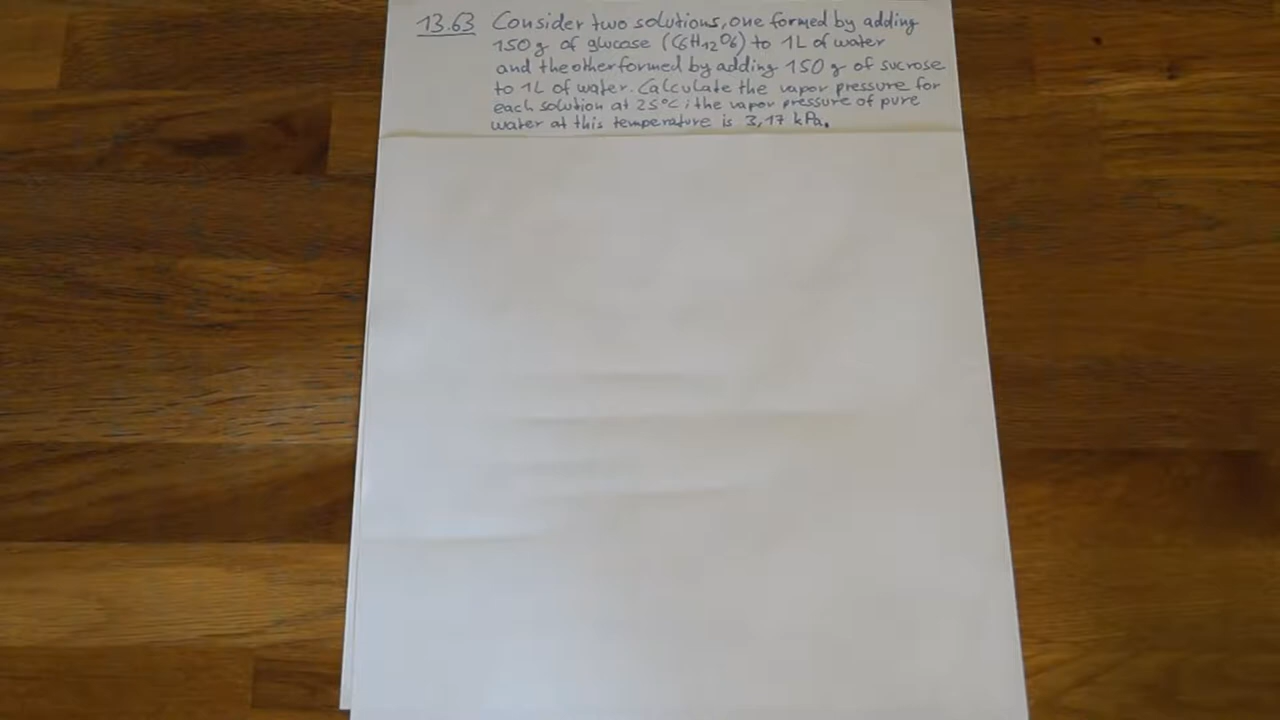 13.63 Consider two solutions, one formed by adding
150 g of glucose (C6H12O6) to 1L of water
and the other formed by adding 150 g of sucrose
to 1L of water. Calculate the vapor pressure for
each solution at 25°C; the vapor pressure of pure
water at this temperature is 3,17 kPa.